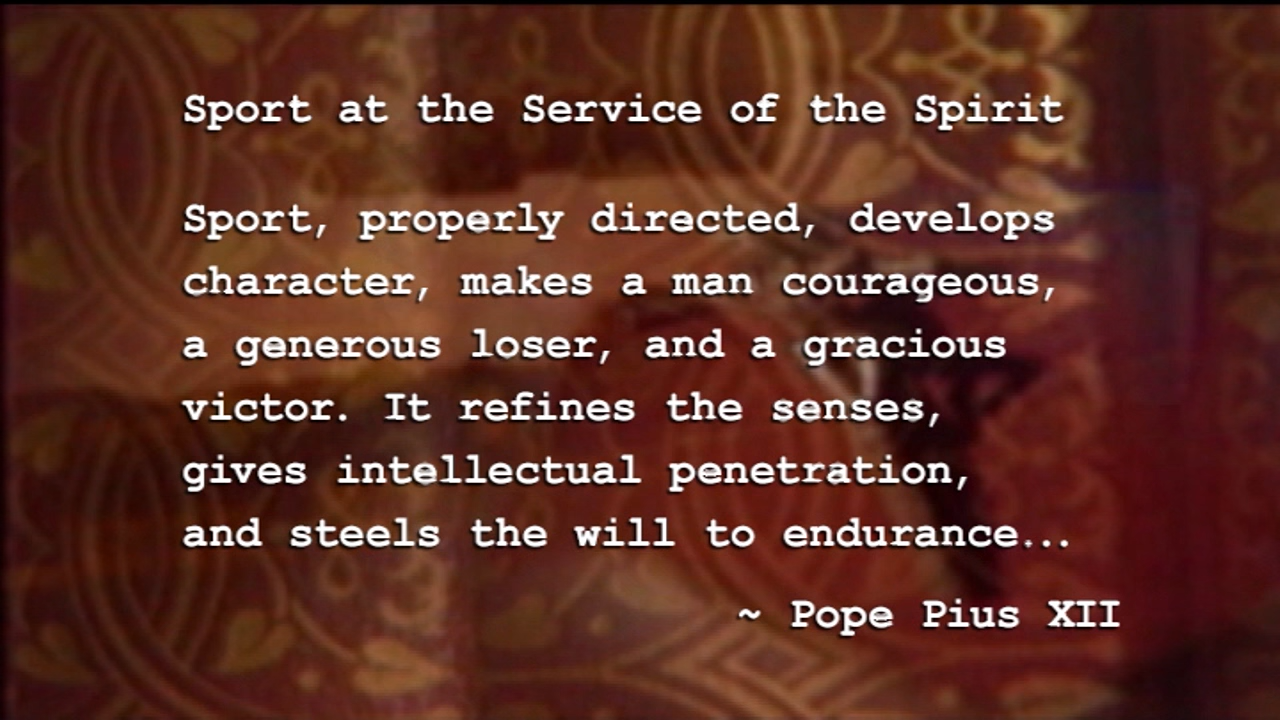 Sport at the Service of the Spirit
Sport, properly directed, develops
character, makes a man courageous,
a generous loser, and a gracious
victor. It refines the senses,
gives intellectual penetration,
and steels the will to endurance...
~ Pope Pius XII